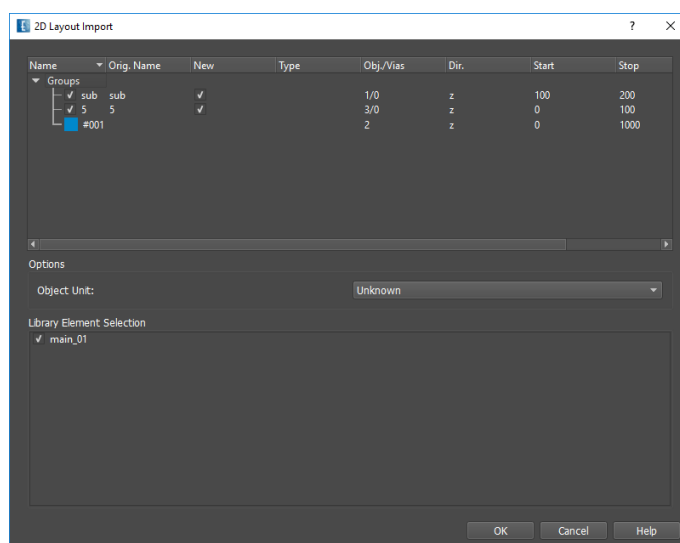 2D Layout Import ?
Name Orig. Name New Type Obj./Vias Dir. Start Stop
Groups
sub sub 1/0 z 100 200
5 5 3/0 z 0 100
#001 2 z 0 1000
Options
Object Unit: Unknown
Library Element Selection
main_01
OK Cancel Help